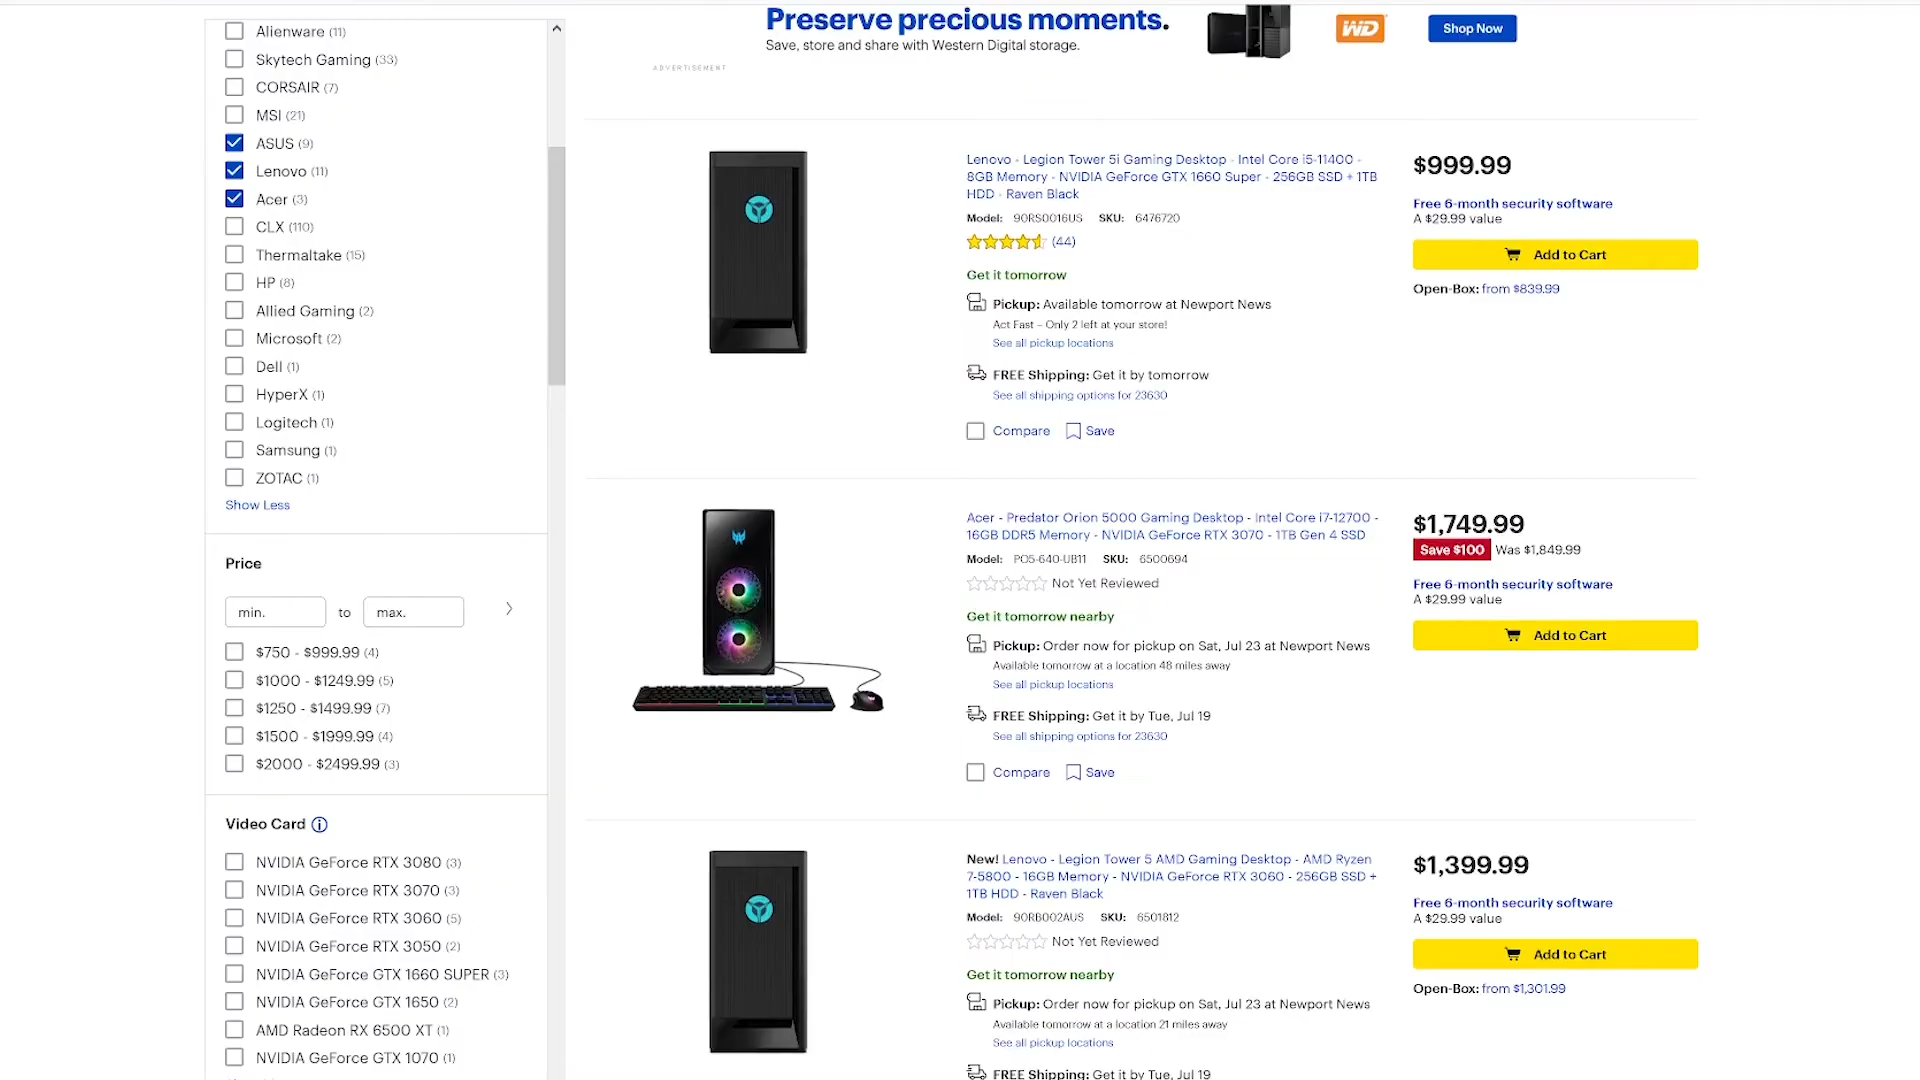 Preserve precious moments.
Save, store and share with Western Digital storage.
WD
Shop Now
ADVERTISEMENT
Alienware (11)
Skytech Gaming (33)
CORSAIR (7)
MSI (21)
ASUS (9)
Lenovo (11)
Acer (3)
CLX (110)
Thermaltake (15)
HP (8)
Allied Gaming (2)
Microsoft (2)
Dell (1)
HyperX (1)
Logitech (1)
Samsung (1)
ZOTAC (1)
Show Less
Price
min. to max.
$750 - $999.99 (4)
$1000 - $1249.99 (5)
$1250 - $1499.99 (7)
$1500 - $1999.99 (4)
$2000 - $2499.99 (3)
Video Card
NVIDIA GeForce RTX 3080 (3)
NVIDIA GeForce RTX 3070 (3)
NVIDIA GeForce RTX 3060 (5)
NVIDIA GeForce RTX 3050 (2)
NVIDIA GeForce GTX 1660 SUPER (3)
NVIDIA GeForce GTX 1650 (2)
AMD Radeon RX 6500 XT (1)
NVIDIA GeForce GTX 1070 (1)
Lenovo - Legion Tower 5i Gaming Desktop - Intel Core i5-11400 -
8GB Memory - NVIDIA GeForce GTX 1660 Super - 256GB SSD + 1TB
HDD - Raven Black
Model: 90RS0016US SKU: 6476720
(44)
Get it tomorrow
Pickup: Available tomorrow at Newport News
Act Fast – Only 2 left at your store!
See all pickup locations
FREE Shipping: Get it by tomorrow
See all shipping options for 23630
Compare Save
$999.99
Free 6-month security software
A $29.99 value
Add to Cart
Open-Box: from $839.99
Acer - Predator Orion 5000 Gaming Desktop - Intel Core i7-12700 -
16GB DDR5 Memory - NVIDIA GeForce RTX 3070 - 1TB Gen 4 SSD
Model: PO5-640-UB11 SKU: 6500694
Not Yet Reviewed
Get it tomorrow nearby
Pickup: Order now for pickup on Sat, Jul 23 at Newport News
Available tomorrow at a location 48 miles away
See all pickup locations
FREE Shipping: Get it by Tue, Jul 19
See all shipping options for 23630
Compare Save
$1,749.99
Save $100 Was $1,849.99
Free 6-month security software
A $29.99 value
Add to Cart
New! Lenovo - Legion Tower 5 AMD Gaming Desktop - AMD Ryzen
7-5800 - 16GB Memory - NVIDIA GeForce RTX 3060 - 256GB SSD +
1TB HDD - Raven Black
Model: 90RB002AUS SKU: 6501812
Not Yet Reviewed
Get it tomorrow nearby
Pickup: Order now for pickup on Sat, Jul 23 at Newport News
Available tomorrow at a location 21 miles away
See all pickup locations
FREE Shipping: Get it by Tue, Jul 19
$1,399.99
Free 6-month security software
A $29.99 value
Add to Cart
Open-Box: from $1,301.99